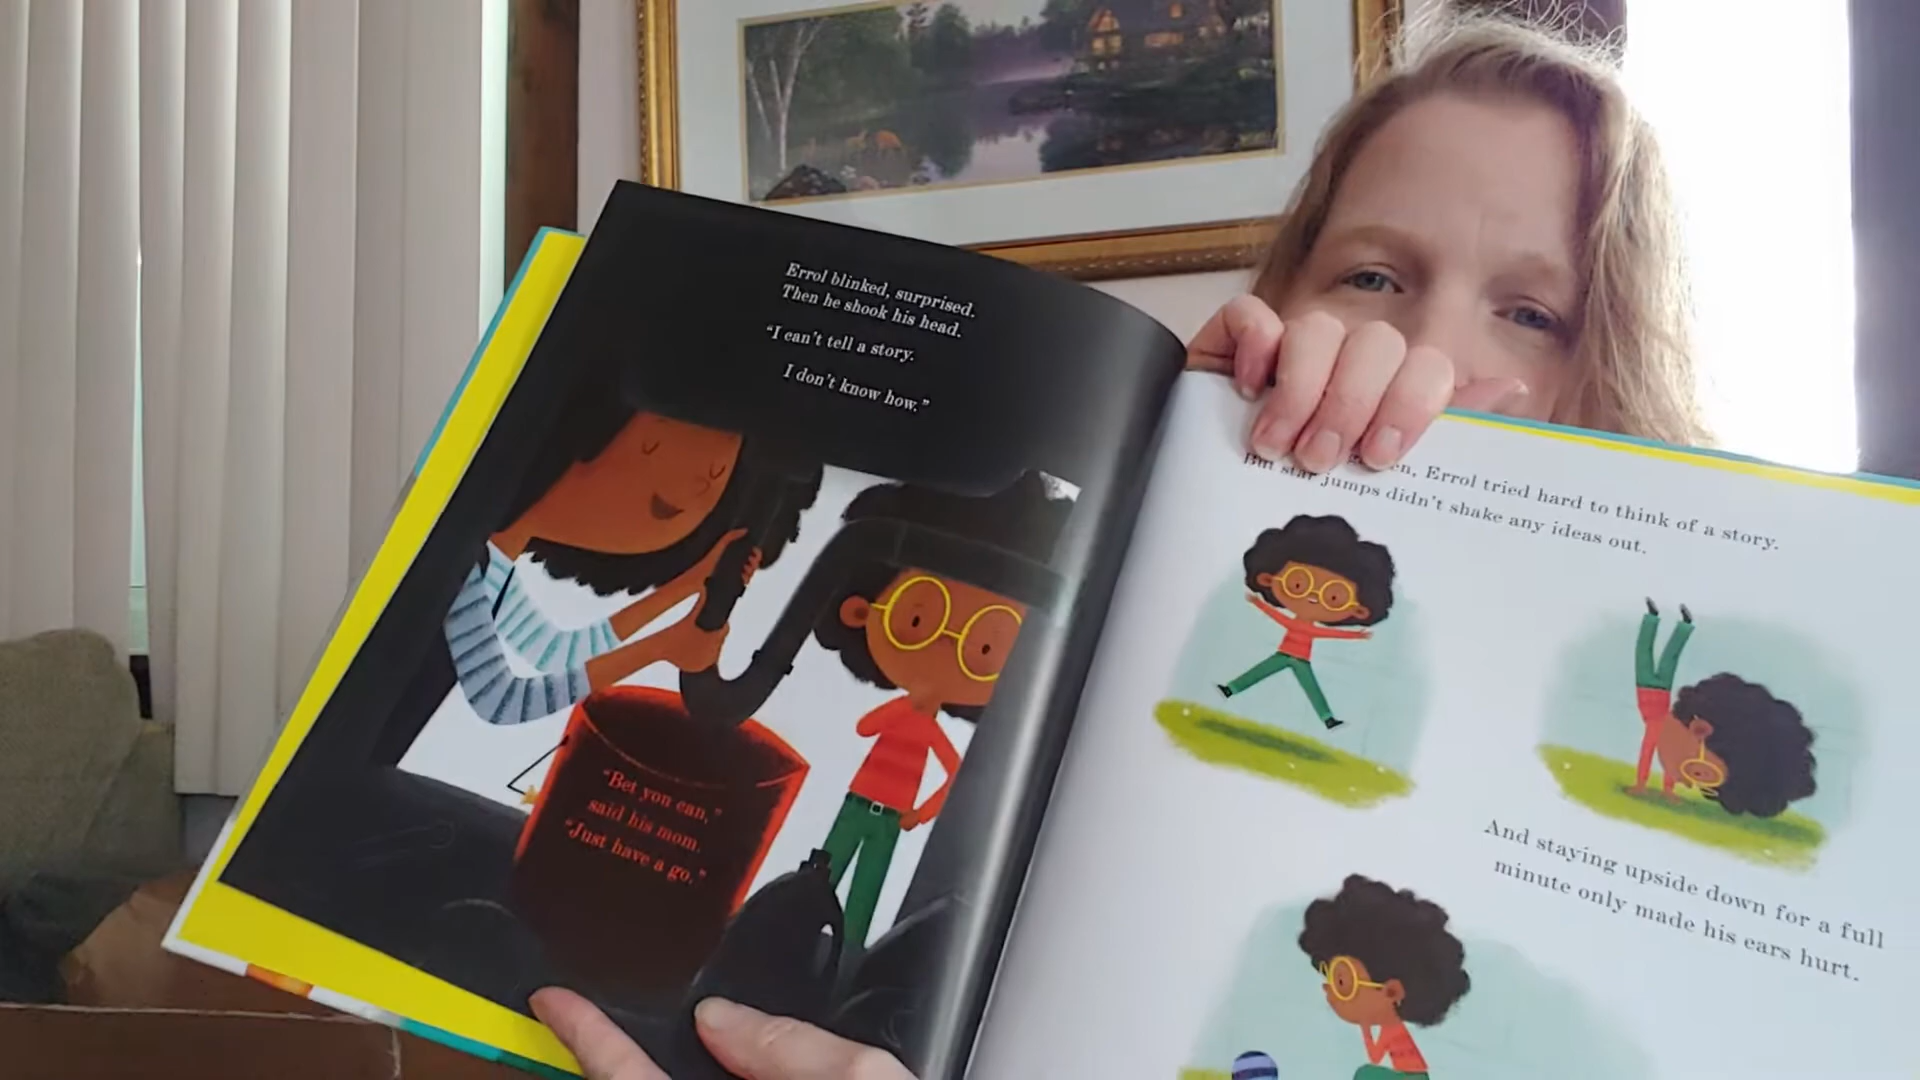 Errol blinked, surprised.
Then he shook his head.
“I can’t tell a story.
I don’t know how.”
“Bet you can,”
said his mom.
“Just have a go.”
Errol tried hard to think of a story.
But star jumps didn’t shake any ideas out.
And staying upside down for a full
minute only made his ears hurt.